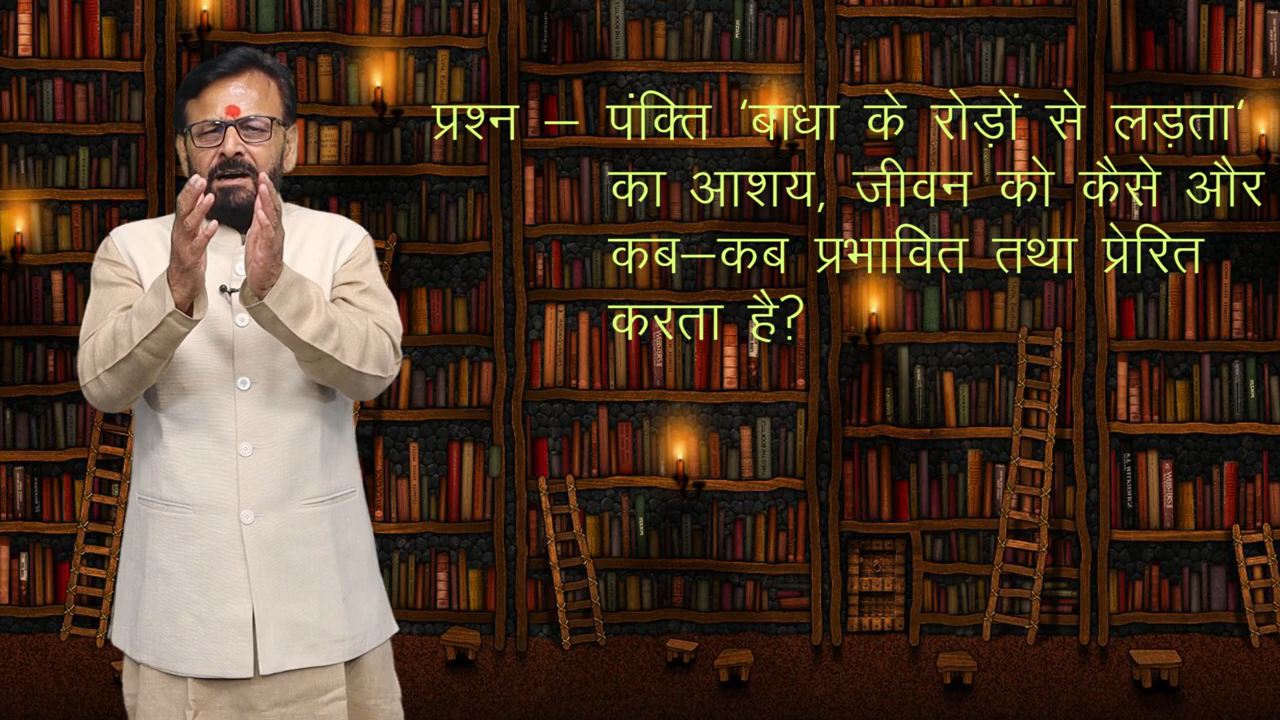 प्रश्न – पंक्ति ‘बाधा के रोड़ों से लड़ता‘
का आशय, जीवन को कैसे और
कब–कब प्रभावित तथा प्रेरित
करता है?